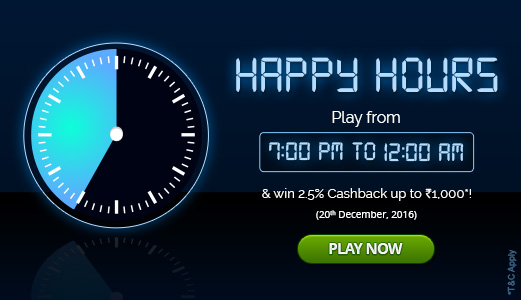 HAPPY HOURS
Play from
7:00 PM TO 12:00 AM
& win 2.5% Cashback up to ₹1,000*!
(20th December, 2016)
PLAY NOW
*T&C Apply